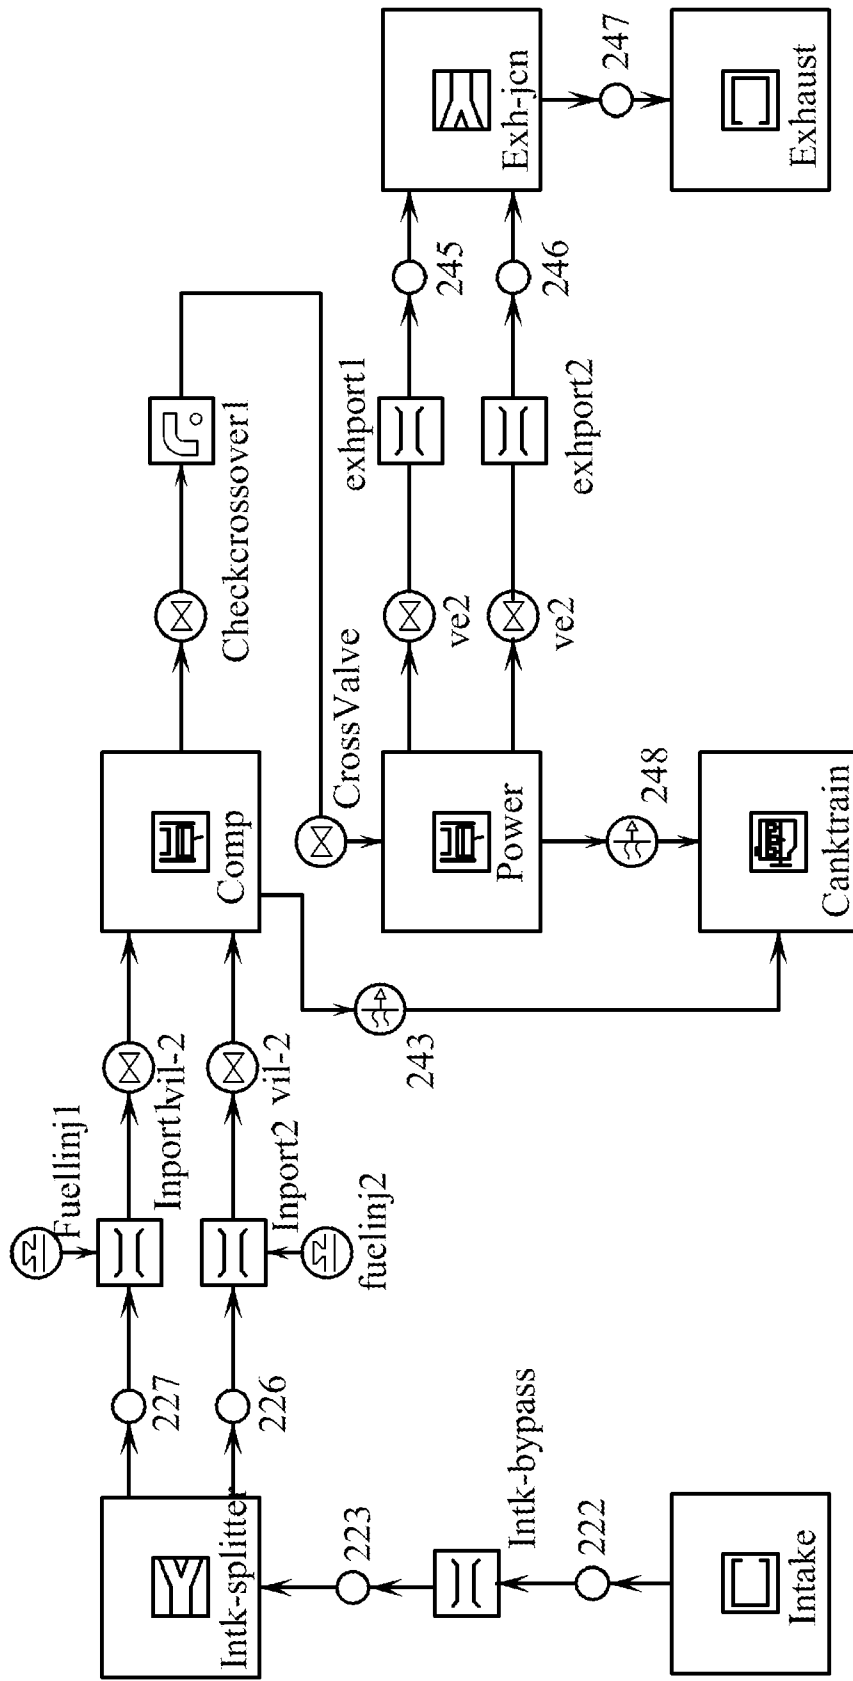 Intake
222
Intk-bypass
223
Intk-splitter
227
226
Fuellinj1
fuelinj2
Inport1
vil-2
Inport2
vil-2
Comp
243
Checkcrossover1
CrossValve
Power
248
Canktrain
ve2
ve2
exhport1
exhport2
245
246
Exh-jcn
247
Exhaust